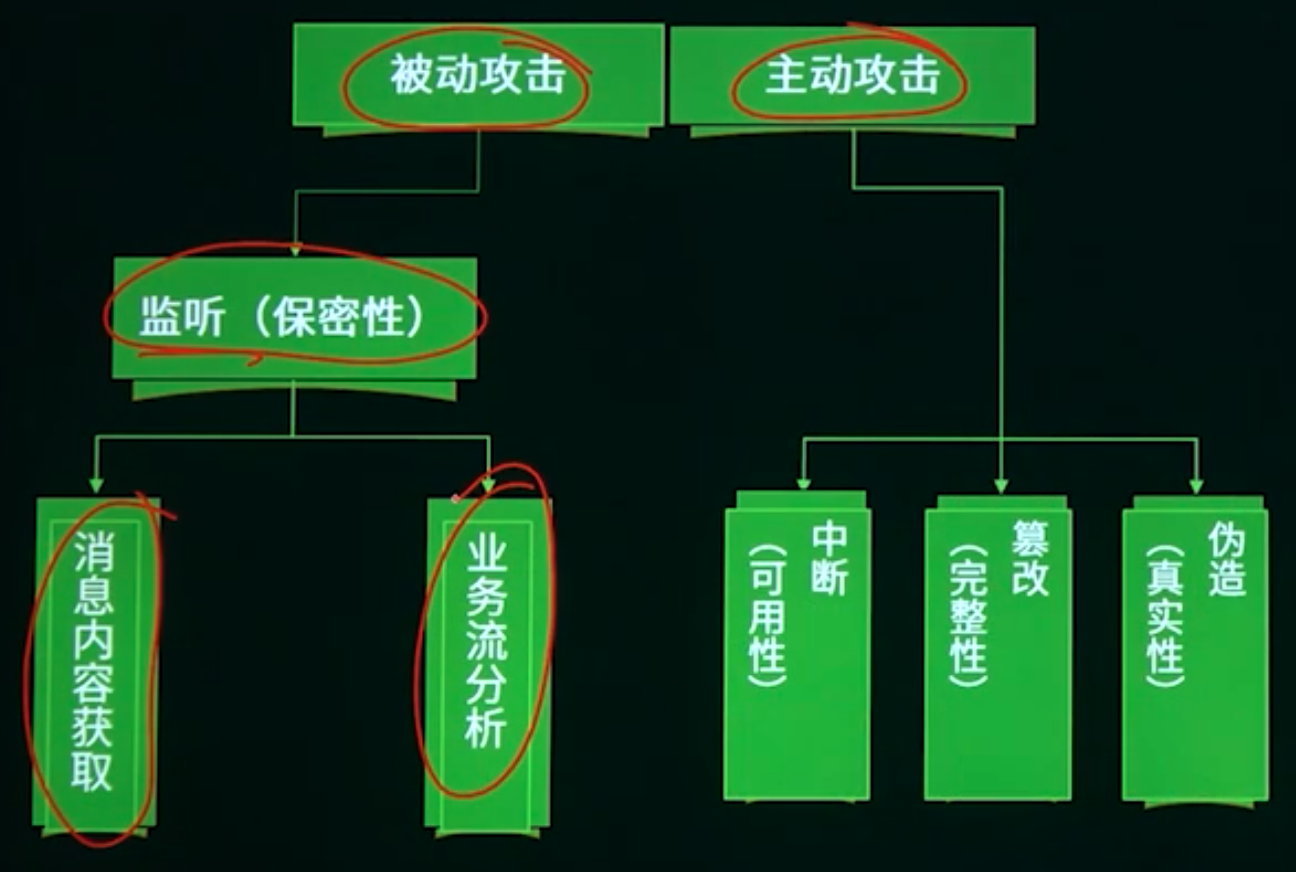 被动攻击
主动攻击
监听（保密性）
消息内容获取
业务流分析
中断
（可用性）
篡改
（完整性）
伪造
（真实性）